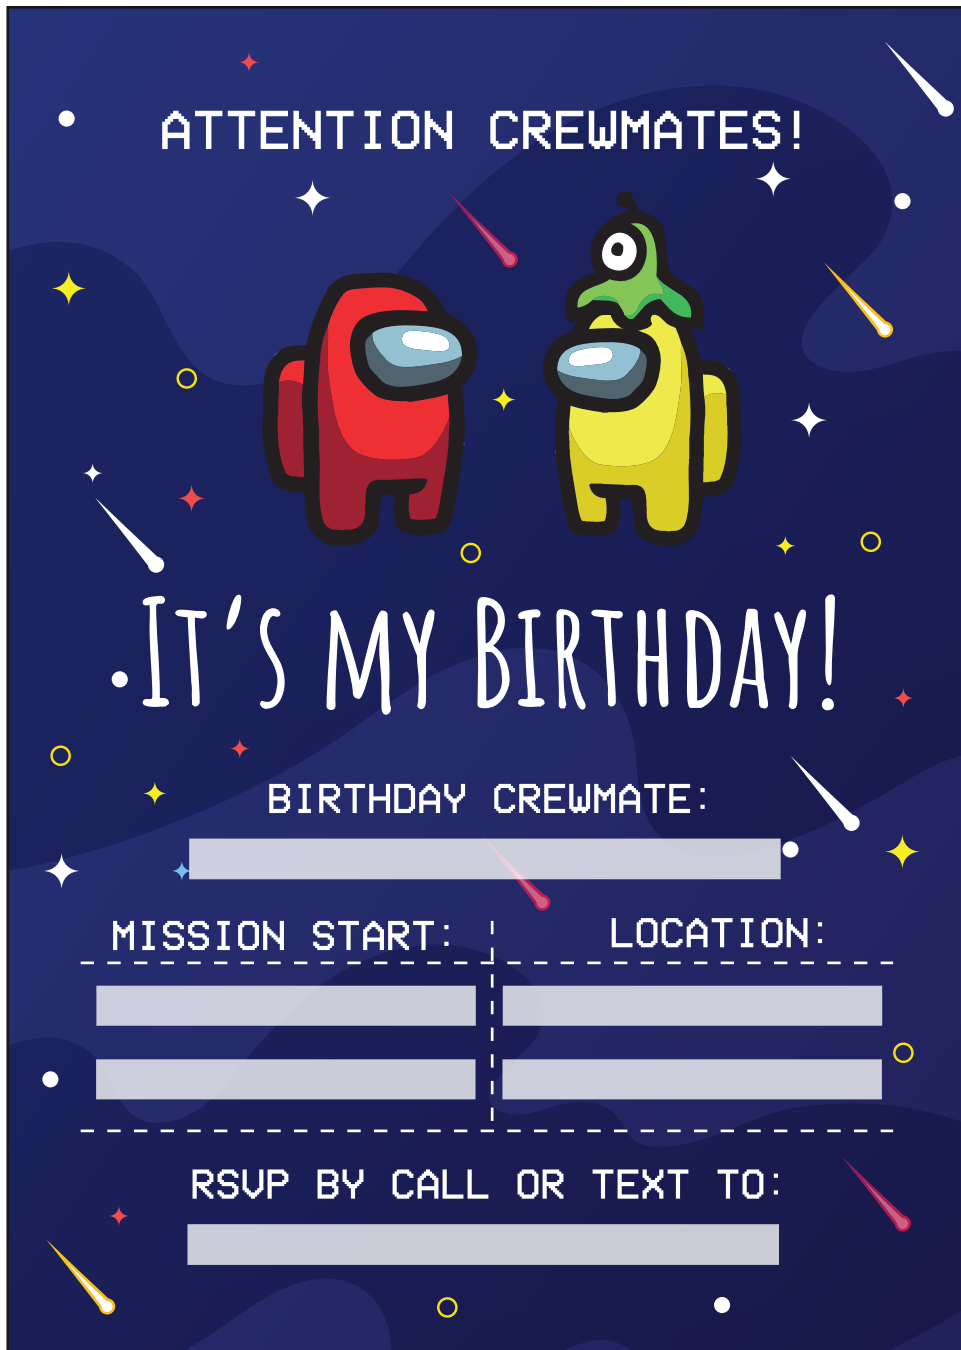 ATTENTION CREWMATES!
It's my Birthday!
BIRTHDAY CREWMATE:
MISSION START:
LOCATION:
RSVP BY CALL OR TEXT TO: